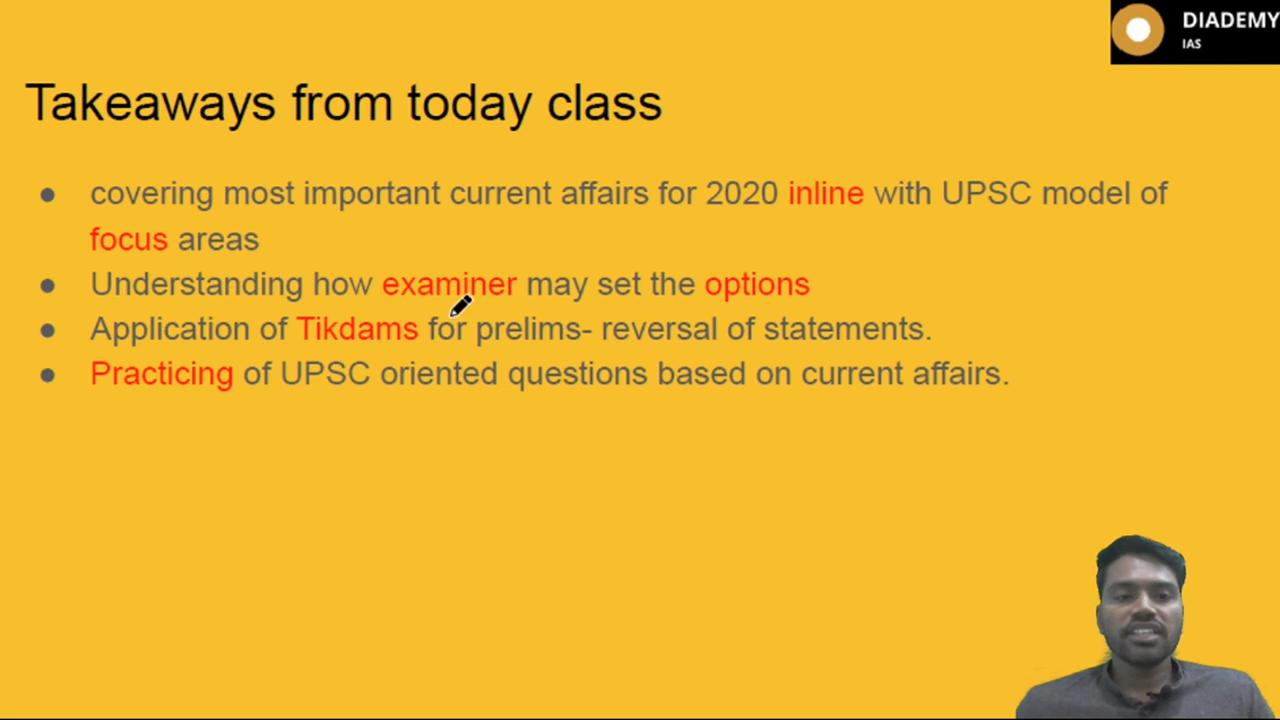 DIADEMY
IAS
Takeaways from today class
● covering most important current affairs for 2020 inline with UPSC model of
focus areas
● Understanding how examiner may set the options
● Application of Tikdams for prelims- reversal of statements.
● Practicing of UPSC oriented questions based on current affairs.